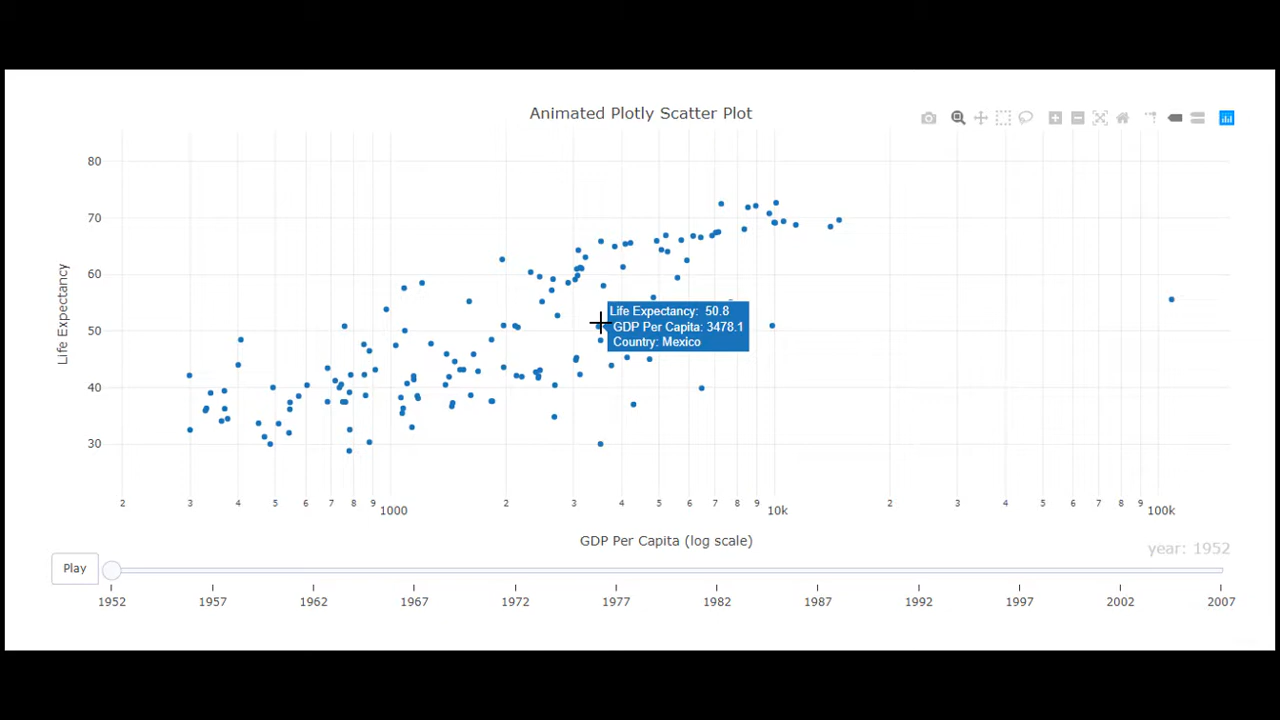 Animated Plotly Scatter Plot
80
70
60
50
40
30
Life Expectancy
Life Expectancy: 50.8
GDP Per Capita: 3478.1
Country: Mexico
2 3 4 5 6 7 8 9 1000 2 3 4 5 6 7 8 9 10k 2 3 4 5 6 7 8 9 100k
GDP Per Capita (log scale)
year: 1952
Play
1952 1957 1962 1967 1972 1977 1982 1987 1992 1997 2002 2007